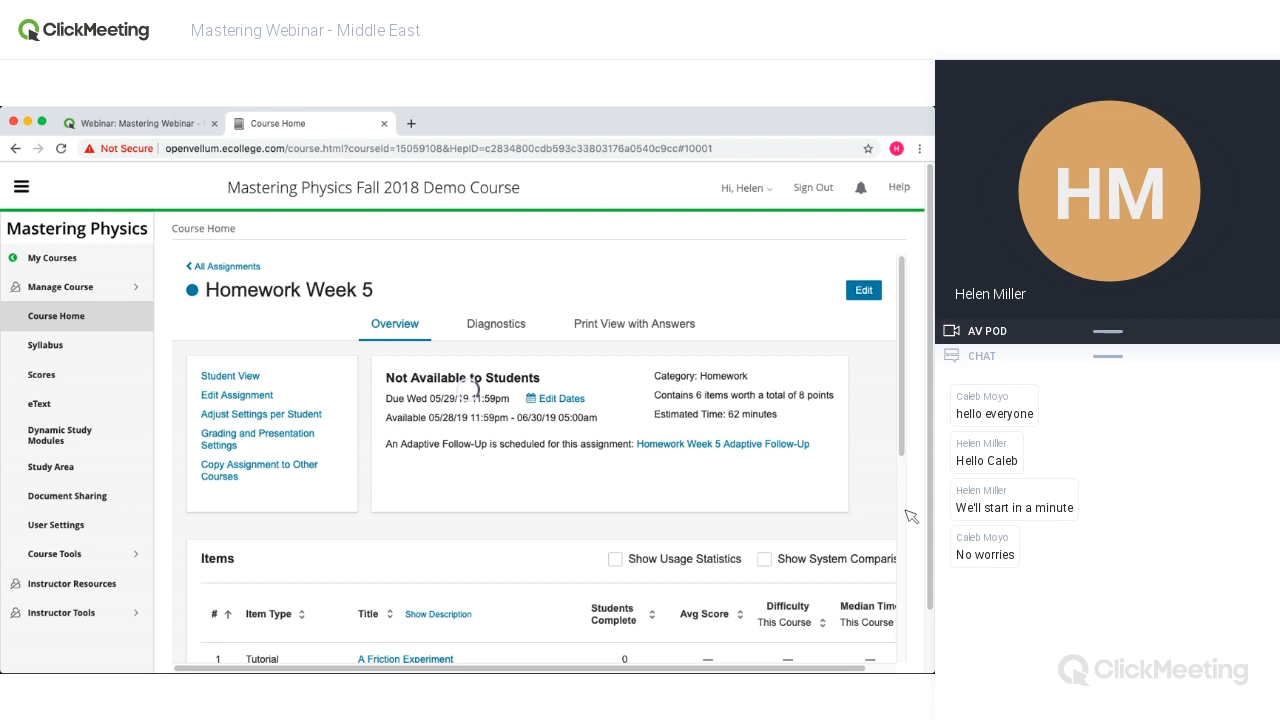 ClickMeeting
Mastering Webinar - Middle East
Webinar: Mastering Webinar -
Course Home
Not Secure
openvellum.ecollege.com/course.html?courseId=15059108&HepID=c2834800cdb593c33803176a0540c9cc#10001
H
Mastering Physics Fall 2018 Demo Course
Hi, Helen
Sign Out
Help
Mastering Physics
My Courses
Manage Course
Course Home
Syllabus
Scores
eText
Dynamic Study
Modules
Study Area
Document Sharing
User Settings
Course Tools
Instructor Resources
Instructor Tools
Course Home
All Assignments
Homework Week 5
Edit
Overview
Diagnostics
Print View with Answers
Student View
Edit Assignment
Adjust Settings per Student
Grading and Presentation
Settings
Copy Assignment to Other
Courses
Not Available to Students
Due Wed 05/29/19 11:59pm
Edit Dates
Available 05/28/19 11:59pm - 06/30/19 05:00am
An Adaptive Follow-Up is scheduled for this assignment: Homework Week 5 Adaptive Follow-Up
Category: Homework
Contains 6 items worth a total of 8 points
Estimated Time: 62 minutes
Items
Show Usage Statistics
Show System Comparis
#
Item Type
Title
Show Description
Students
Complete
Avg Score
Difficulty
This Course
Median Tim
This Course
1 Tutorial A Friction Experiment 0 — — —
HM
Helen Miller
AV POD
CHAT
Caleb Moyo
hello everyone
Helen Miller
Hello Caleb
Helen Miller
We'll start in a minute
Caleb Moyo
No worries
ClickMeeting